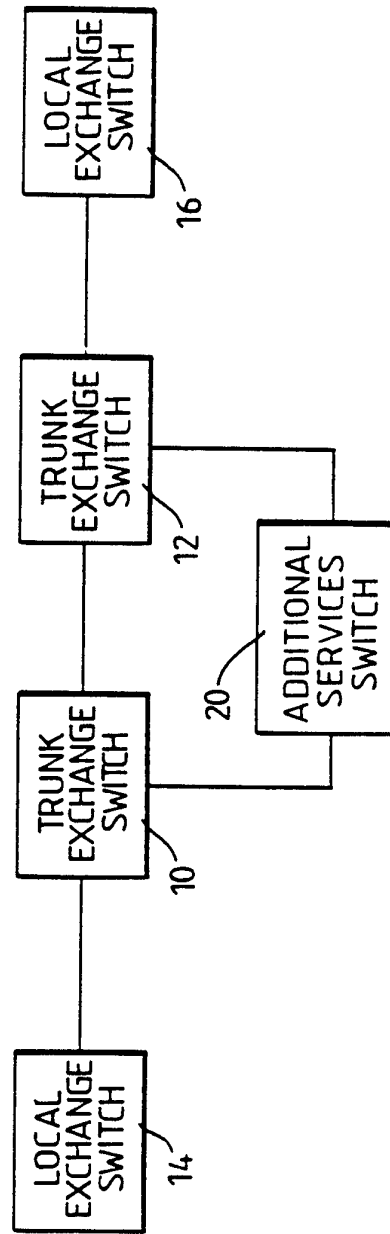 LOCAL
EXCHANGE
SWITCH
14
TRUNK
EXCHANGE
SWITCH
10
TRUNK
EXCHANGE
SWITCH
12
LOCAL
EXCHANGE
SWITCH
16
20
ADDITIONAL
SERVICES
SWITCH